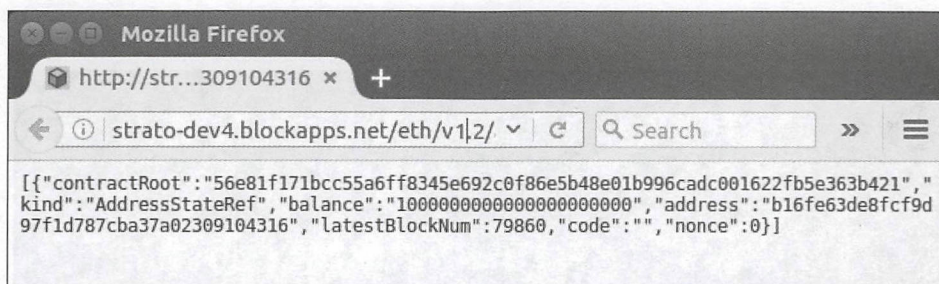 Mozilla Firefox
http://str...309104316
strato-dev4.blockapps.net/eth/v1.2/
Search
[{"contractRoot":"56e81f171bcc55a6ff8345e692c0f86e5b48e01b996cadc001622fb5e363b421","
kind":"AddressStateRef","balance":"1000000000000000000000","address":"b16fe63de8fcf9d
97f1d787cba37a02309104316","latestBlockNum":79860,"code":"","nonce":0}]